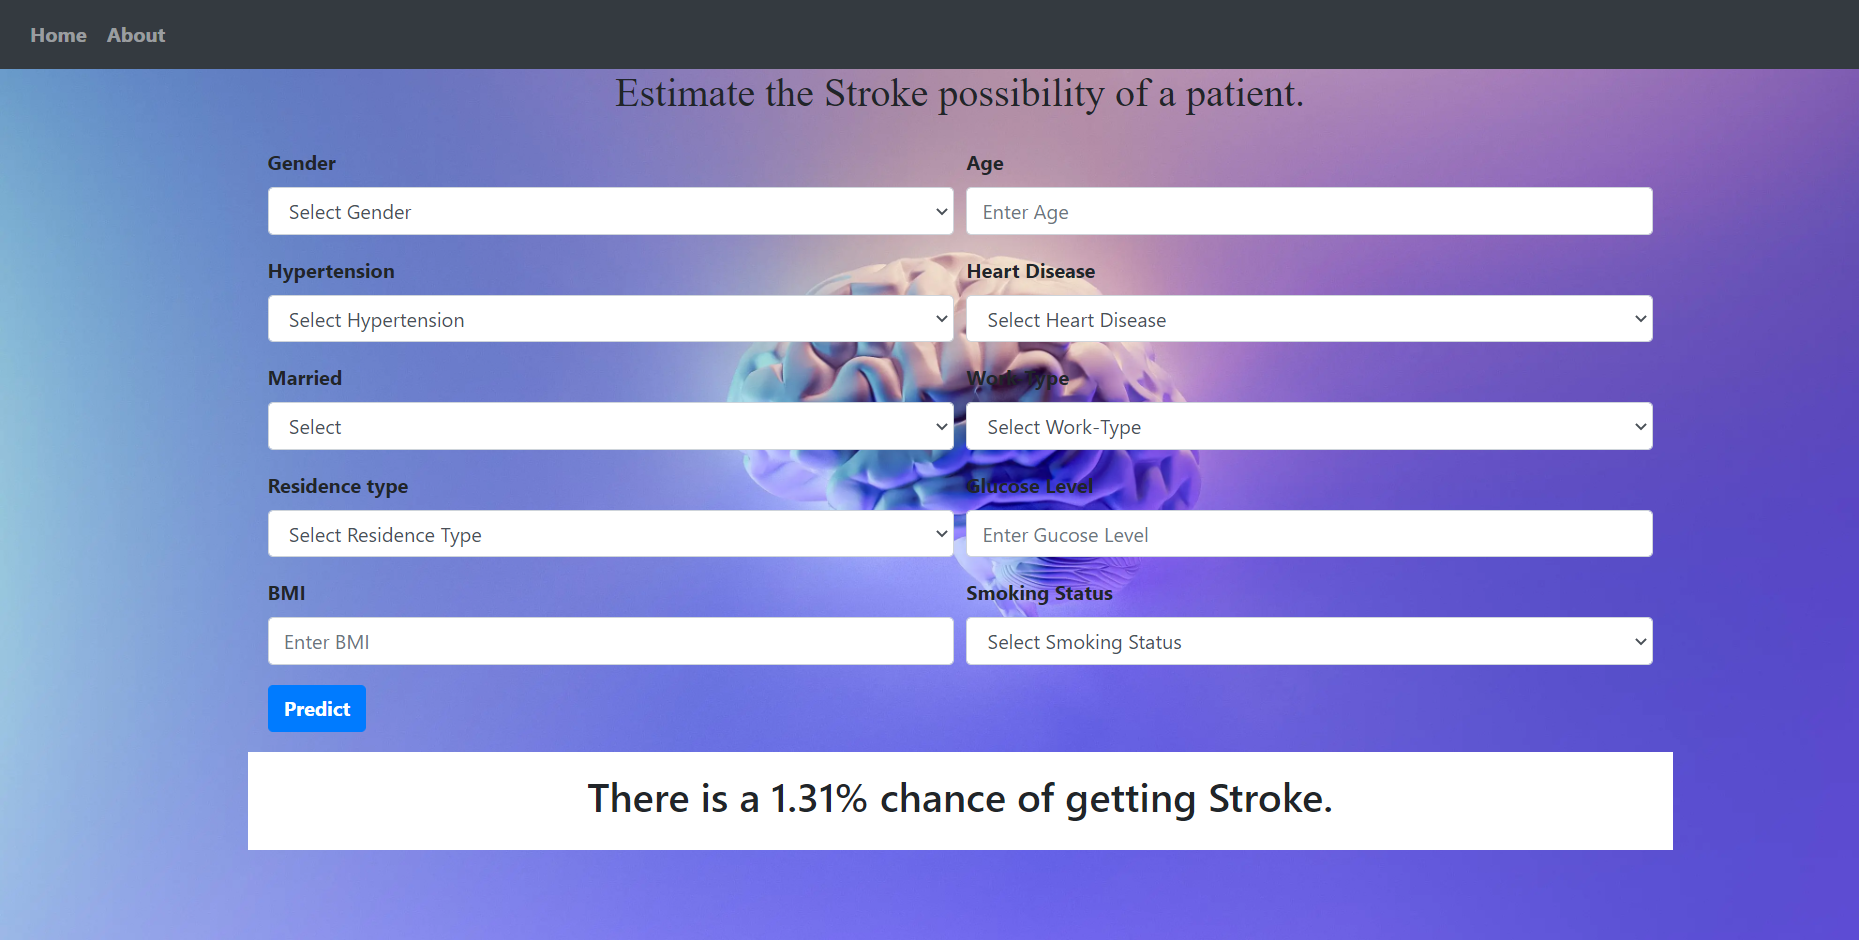 Home About
Estimate the Stroke possibility of a patient.
Gender Age
Select Gender Enter Age
Hypertension Heart Disease
Select Hypertension Select Heart Disease
Married Work Type
Select Select Work-Type
Residence type Glucose Level
Select Residence Type Enter Gucose Level
BMI Smoking Status
Enter BMI Select Smoking Status
Predict
There is a 1.31% chance of getting Stroke.